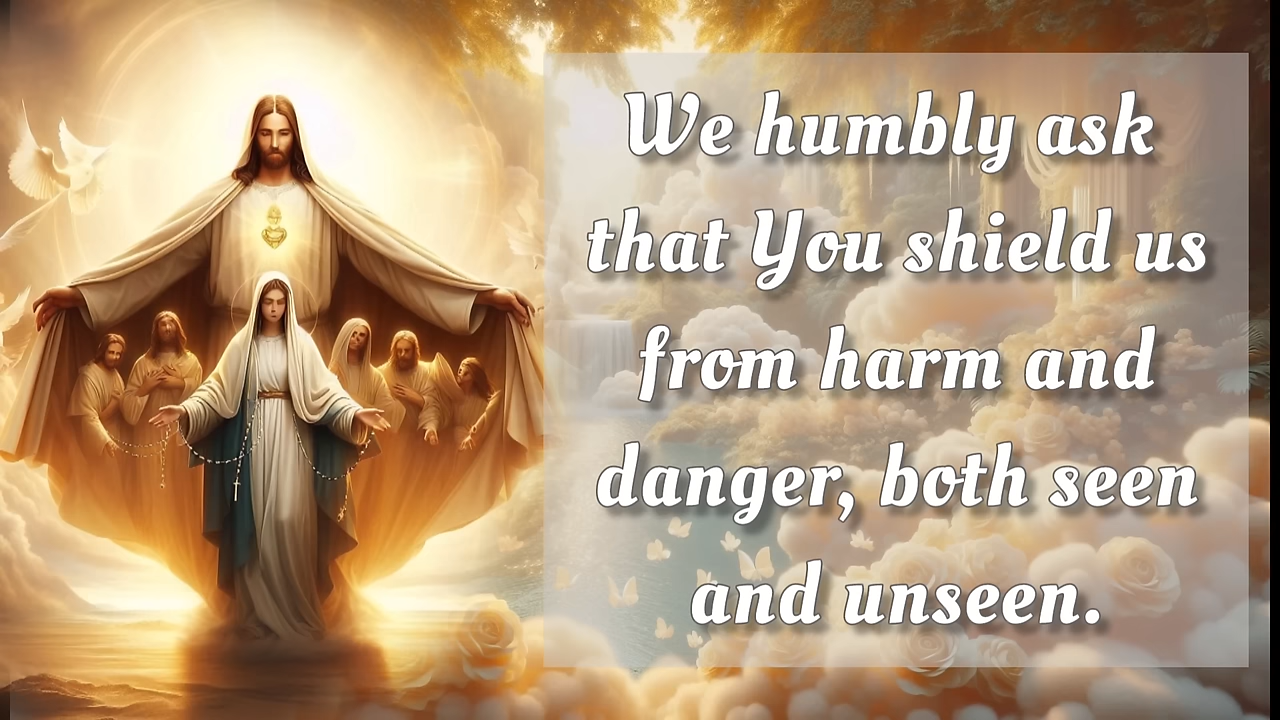 We humbly ask
that You shield us
from harm and
danger, both seen
and unseen.